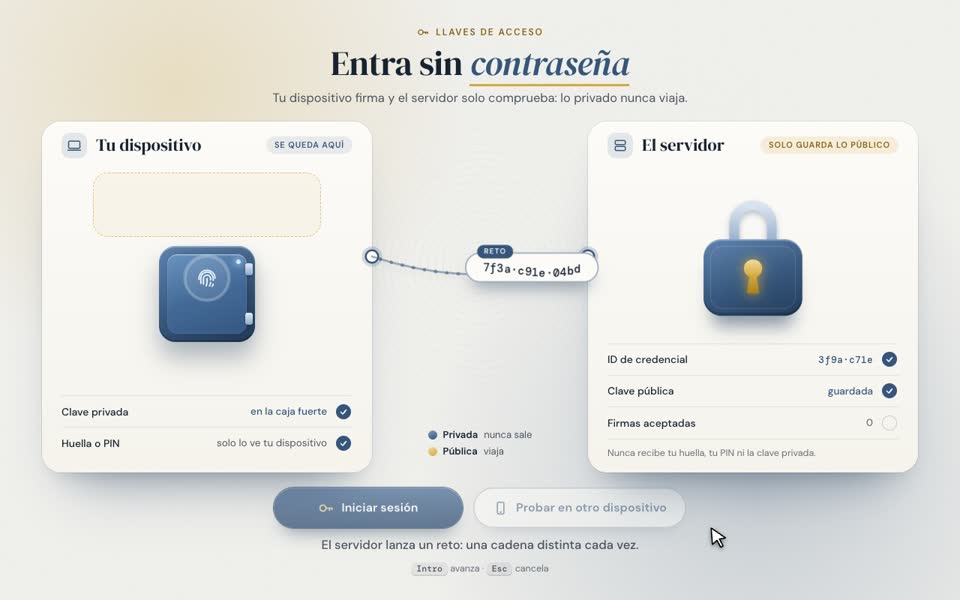 LLAVES DE ACCESO
Entra sin contraseña
Tu dispositivo firma y el servidor solo comprueba: lo privado nunca viaja.
Tu dispositivo
SE QUEDA AQUÍ
Clave privada
en la caja fuerte
Huella o PIN
solo lo ve tu dispositivo
RETO
7f3a·c91e·04bd
Privada nunca sale
Pública viaja
El servidor
SOLO GUARDA LO PÚBLICO
ID de credencial
3f9a·c71e
Clave pública
guardada
Firmas aceptadas
0
Nunca recibe tu huella, tu PIN ni la clave privada.
Iniciar sesión
Probar en otro dispositivo
El servidor lanza un reto: una cadena distinta cada vez.
Intro avanza · Esc cancela